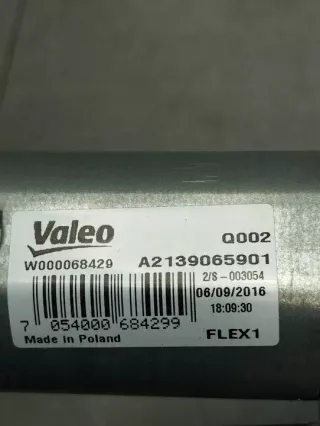 Valeo Q002
W000068429 A2139065901
2/S-003054
06/09/2016
18:09:30
7 054000 684299
Made in Poland FLEX1